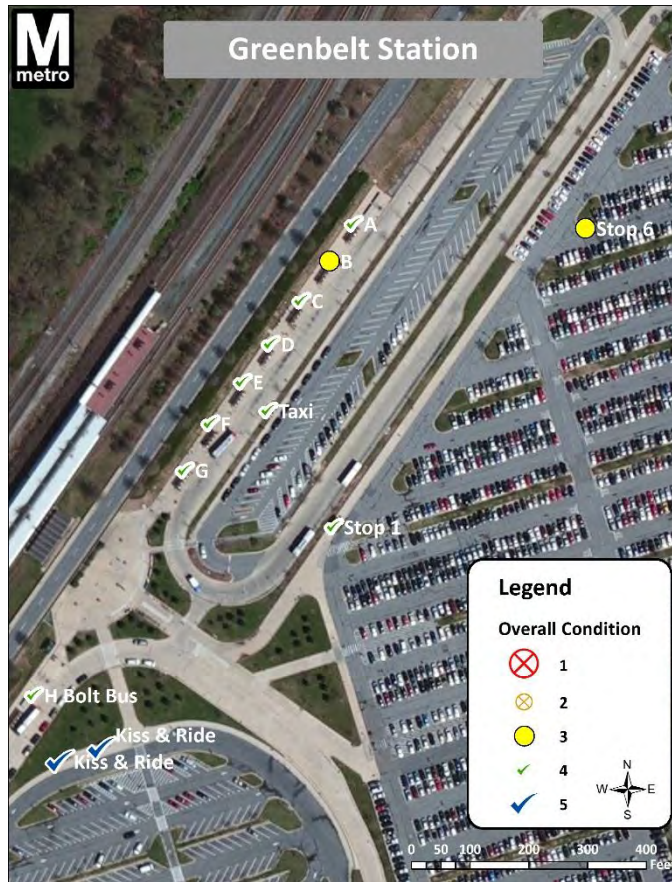 M
metro
Greenbelt Station
A
B
Stop 6
C
D
E
Taxi
F
G
Stop 1
H Bolt Bus
Kiss & Ride
Kiss & Ride
Legend
Overall Condition
1
2
3
4
5
N
W E
S
0 100 200 300 400
Fee